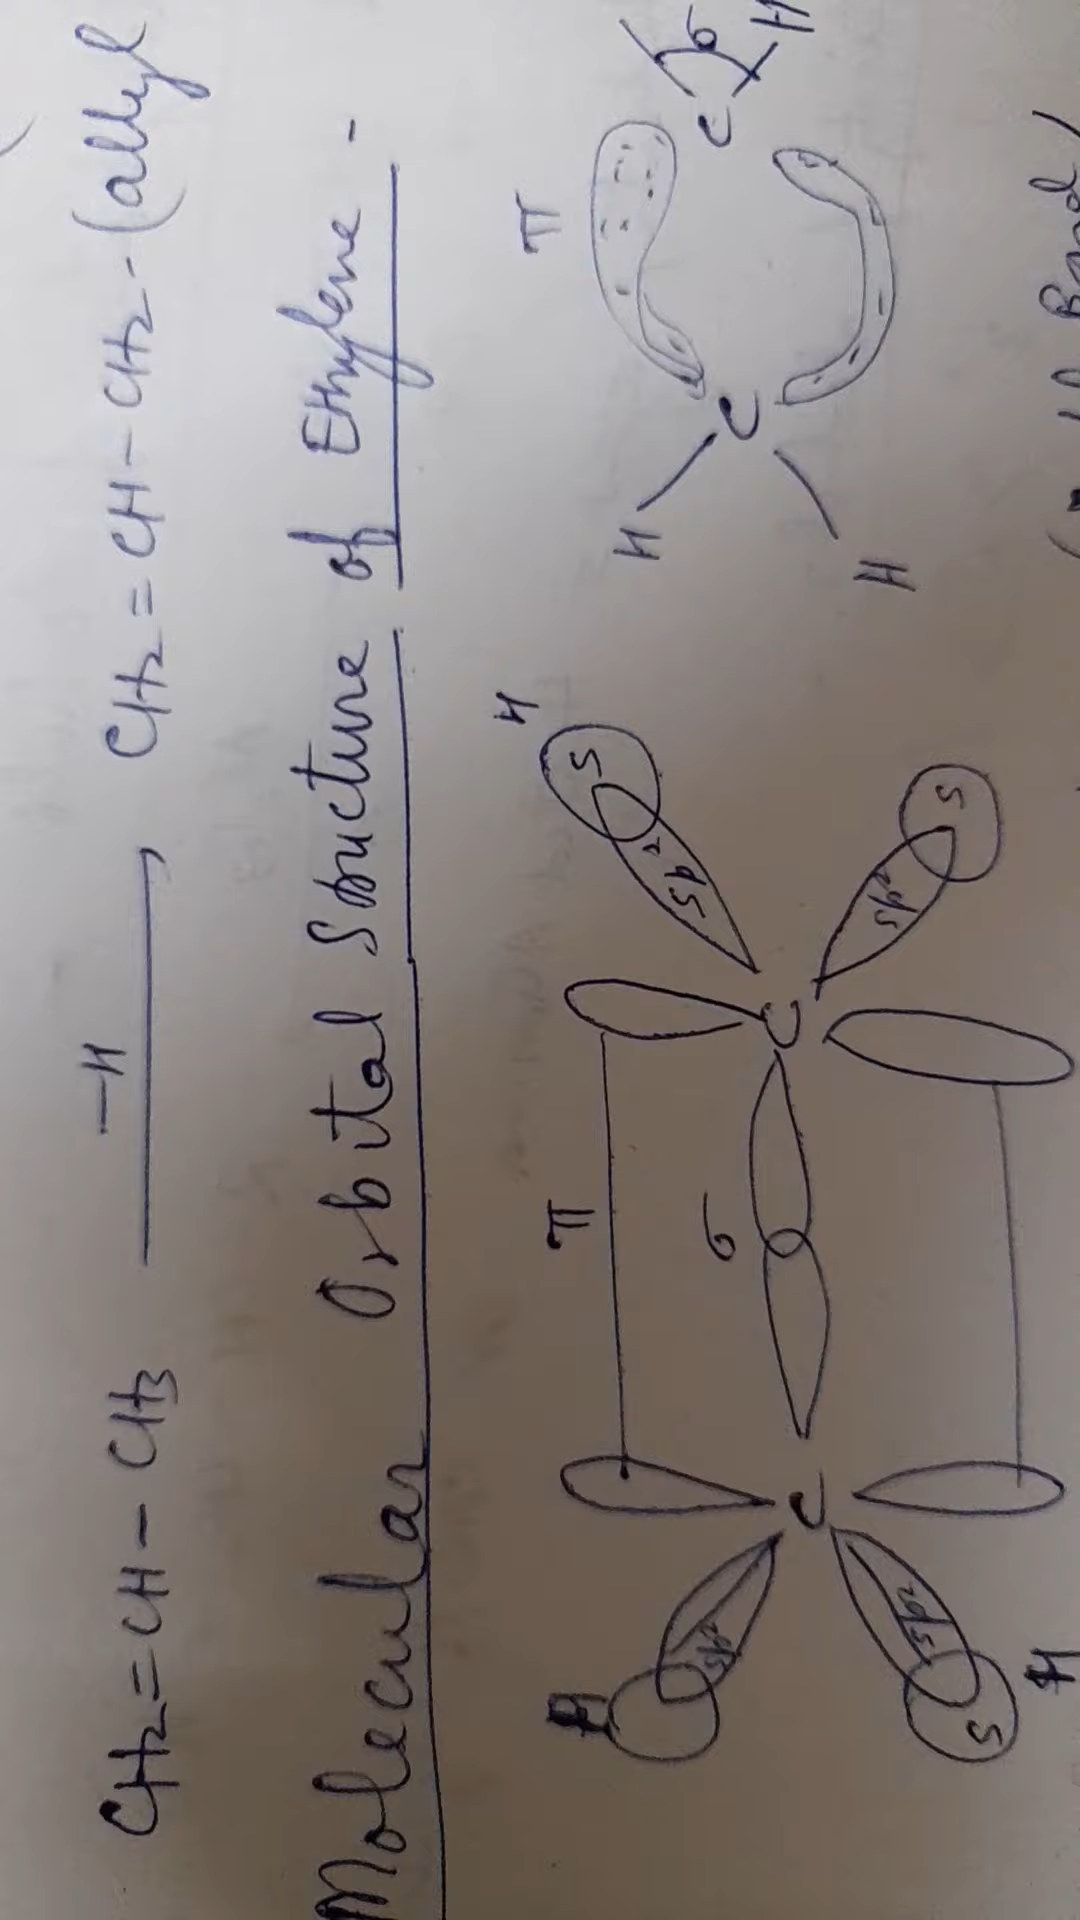 CH2=CH-CH3 —-H→ CH2=CH-CH2-(allyl
Molecular Orbital Structure of Ethylene -
H H π
π H C C σ H
S sp2 sp2 S
C σ C
sp2 sp2 H
S H S